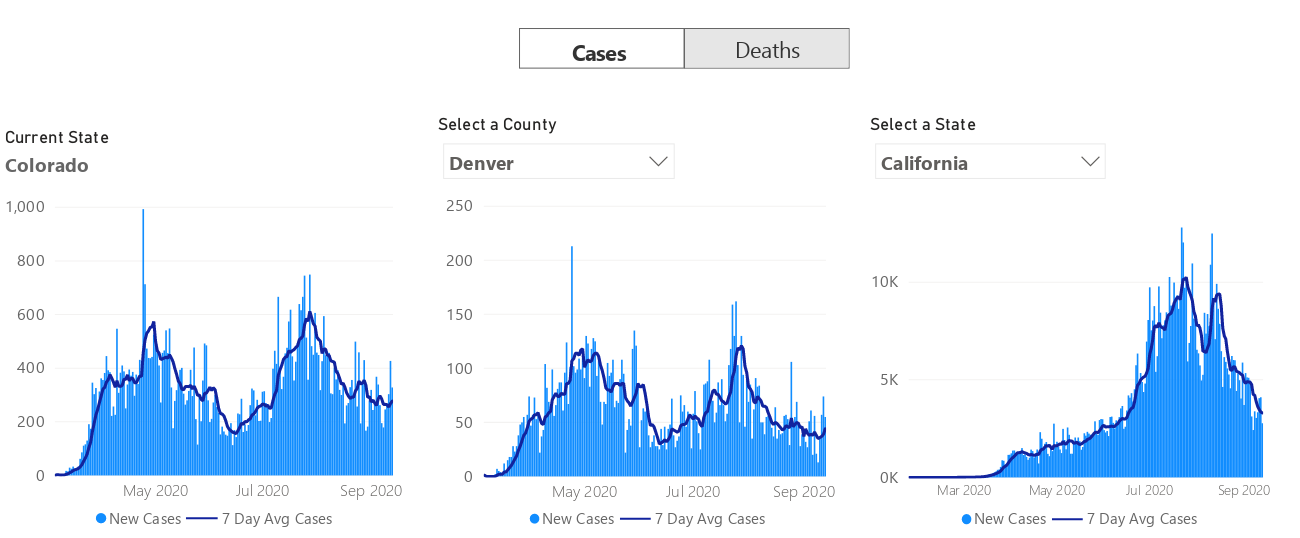 Cases Deaths
Current State
Colorado
1,000
800
600
400
200
0
May 2020 Jul 2020 Sep 2020
New Cases 7 Day Avg Cases
Select a County
Denver
250
200
150
100
50
0
May 2020 Jul 2020 Sep 2020
New Cases 7 Day Avg Cases
Select a State
California
10K
5K
0K
Mar 2020 May 2020 Jul 2020 Sep 2020
New Cases 7 Day Avg Cases